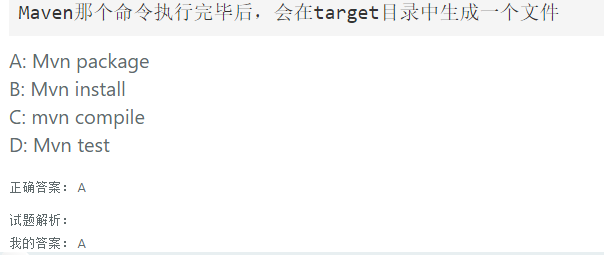 Maven那个命令执行完毕后，会在target目录中生成一个文件
A: Mvn package
B: Mvn install
C: mvn compile
D: Mvn test
正确答案： A
试题解析：
我的答案： A